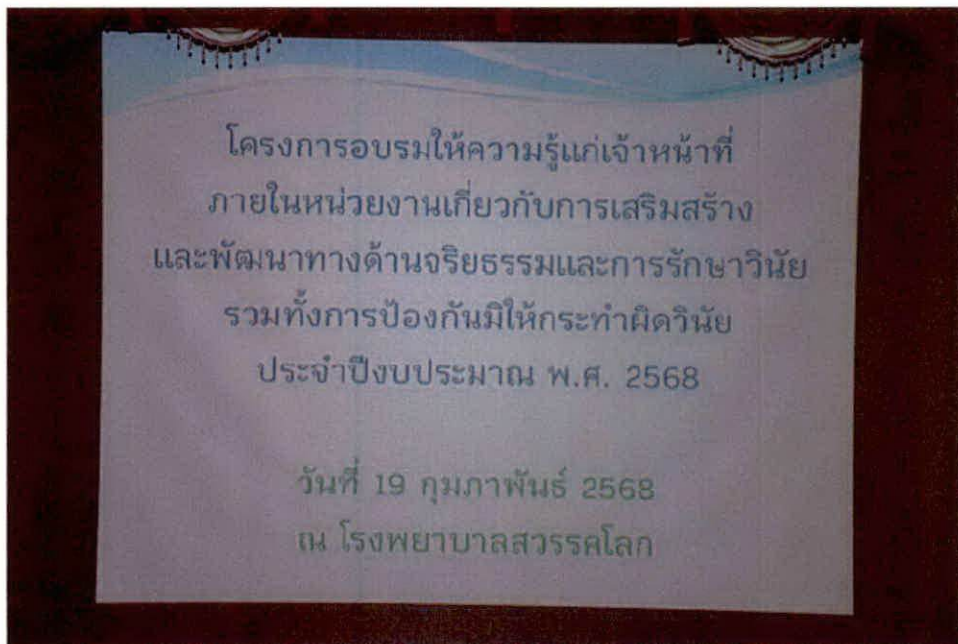 โครงการอบรมให้ความรู้แก่เจ้าหน้าที่
ภายในหน่วยงานเกี่ยวกับการเสริมสร้าง
และพัฒนาทางด้านจริยธรรมและการรักษาวินัย
รวมทั้งการป้องกันมิให้กระทำผิดวินัย
ประจำปีงบประมาณ พ.ศ. 2568
วันที่ 19 กุมภาพันธ์ 2568
ณ โรงพยาบาลสวรรคโลก